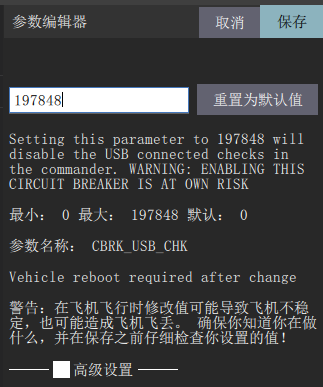 参数编辑器 取消 保存
197848 重置为默认值
Setting this parameter to 197848 will
disable the USB connected checks in
the commander. WARNING: ENABLING THIS
CIRCUIT BREAKER IS AT OWN RISK
最小： 0 最大： 197848 默认： 0
参数名称： CBRK_USB_CHK
Vehicle reboot required after change
警告：在飞机飞行时修改值可能导致飞机不稳
定，也可能造成飞机飞丢。 确保你知道你在做
什么，并在保存之前仔细检查你设置的值！
高级设置